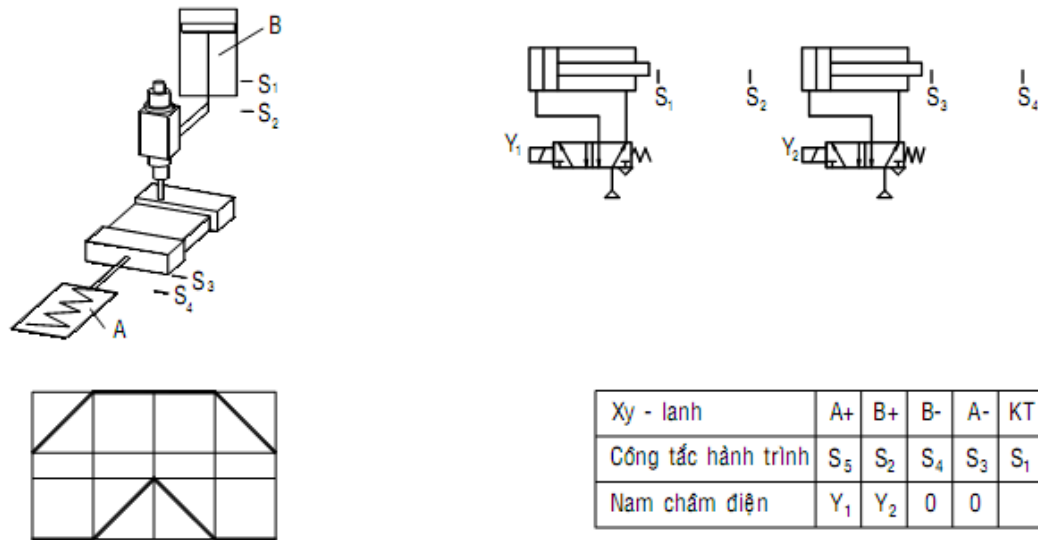 B
S1
S2
S3
S4
A
S1
S2
S3
S4
Y1
Y2
Xy - lanh A+ B+ B- A- KT
Công tắc hành trình S5 S2 S4 S3 S1
Nam châm điện Y1 Y2 0 0